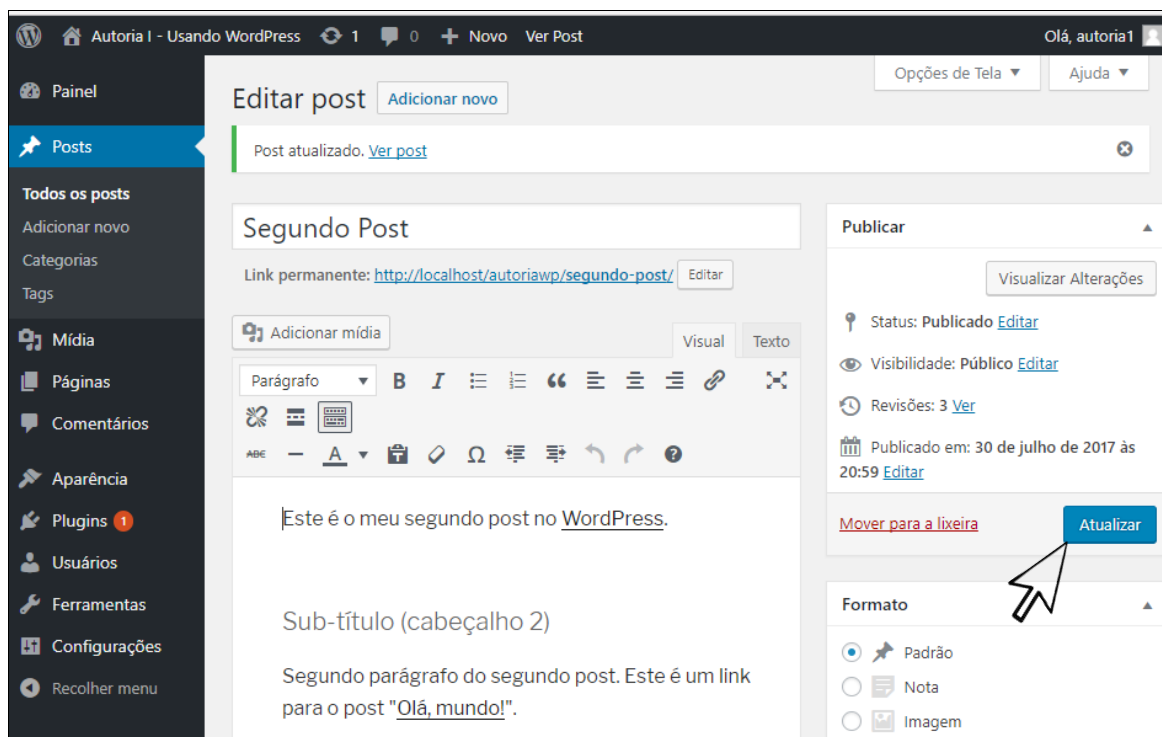 Autoria I - Usando WordPress 1 0 Novo Ver Post Olá, autoria1
Painel
Posts
Todos os posts
Adicionar novo
Categorias
Tags
Mídia
Páginas
Comentários
Aparência
Plugins 1
Usuários
Ferramentas
Configurações
Recolher menu
Opções de Tela Ajuda
Editar post Adicionar novo
Post atualizado. Ver post
Segundo Post
Link permanente: http://localhost/autoriawp/segundo-post/ Editar
Adicionar mídia
Visual Texto
Parágrafo B I
ABE A Ω
Este é o meu segundo post no WordPress.
Sub-título (cabeçalho 2)
Segundo parágrafo do segundo post. Este é um link
para o post "Olá, mundo!".
Publicar
Visualizar Alterações
Status: Publicado Editar
Visibilidade: Público Editar
Revisões: 3 Ver
Publicado em: 30 de julho de 2017 às
20:59 Editar
Mover para a lixeira Atualizar
Formato
Padrão
Nota
Imagem